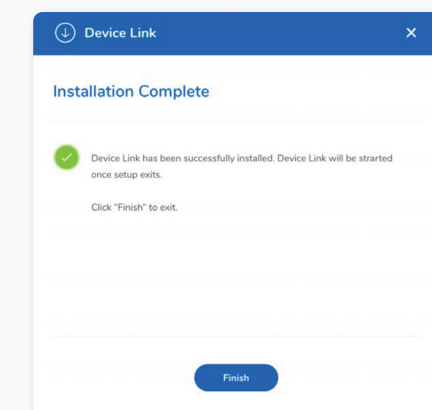 Device Link
Installation Complete
Device Link has been successfully installed. Device Link will be strarted
once setup exits.
Click "Finish" to exit.
Finish